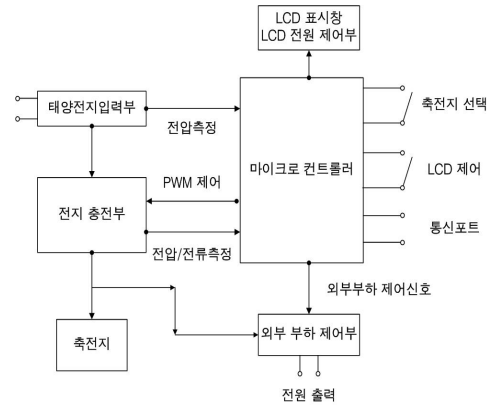 LCD 표시창
LCD 전원 제어부
태양전지입력부
전압측정
축전지 선택
마이크로 컨트롤러
LCD 제어
PWM 제어
전지 충전부
통신포트
전압/전류측정
외부부하 제어신호
축전지
외부 부하 제어부
전원 출력